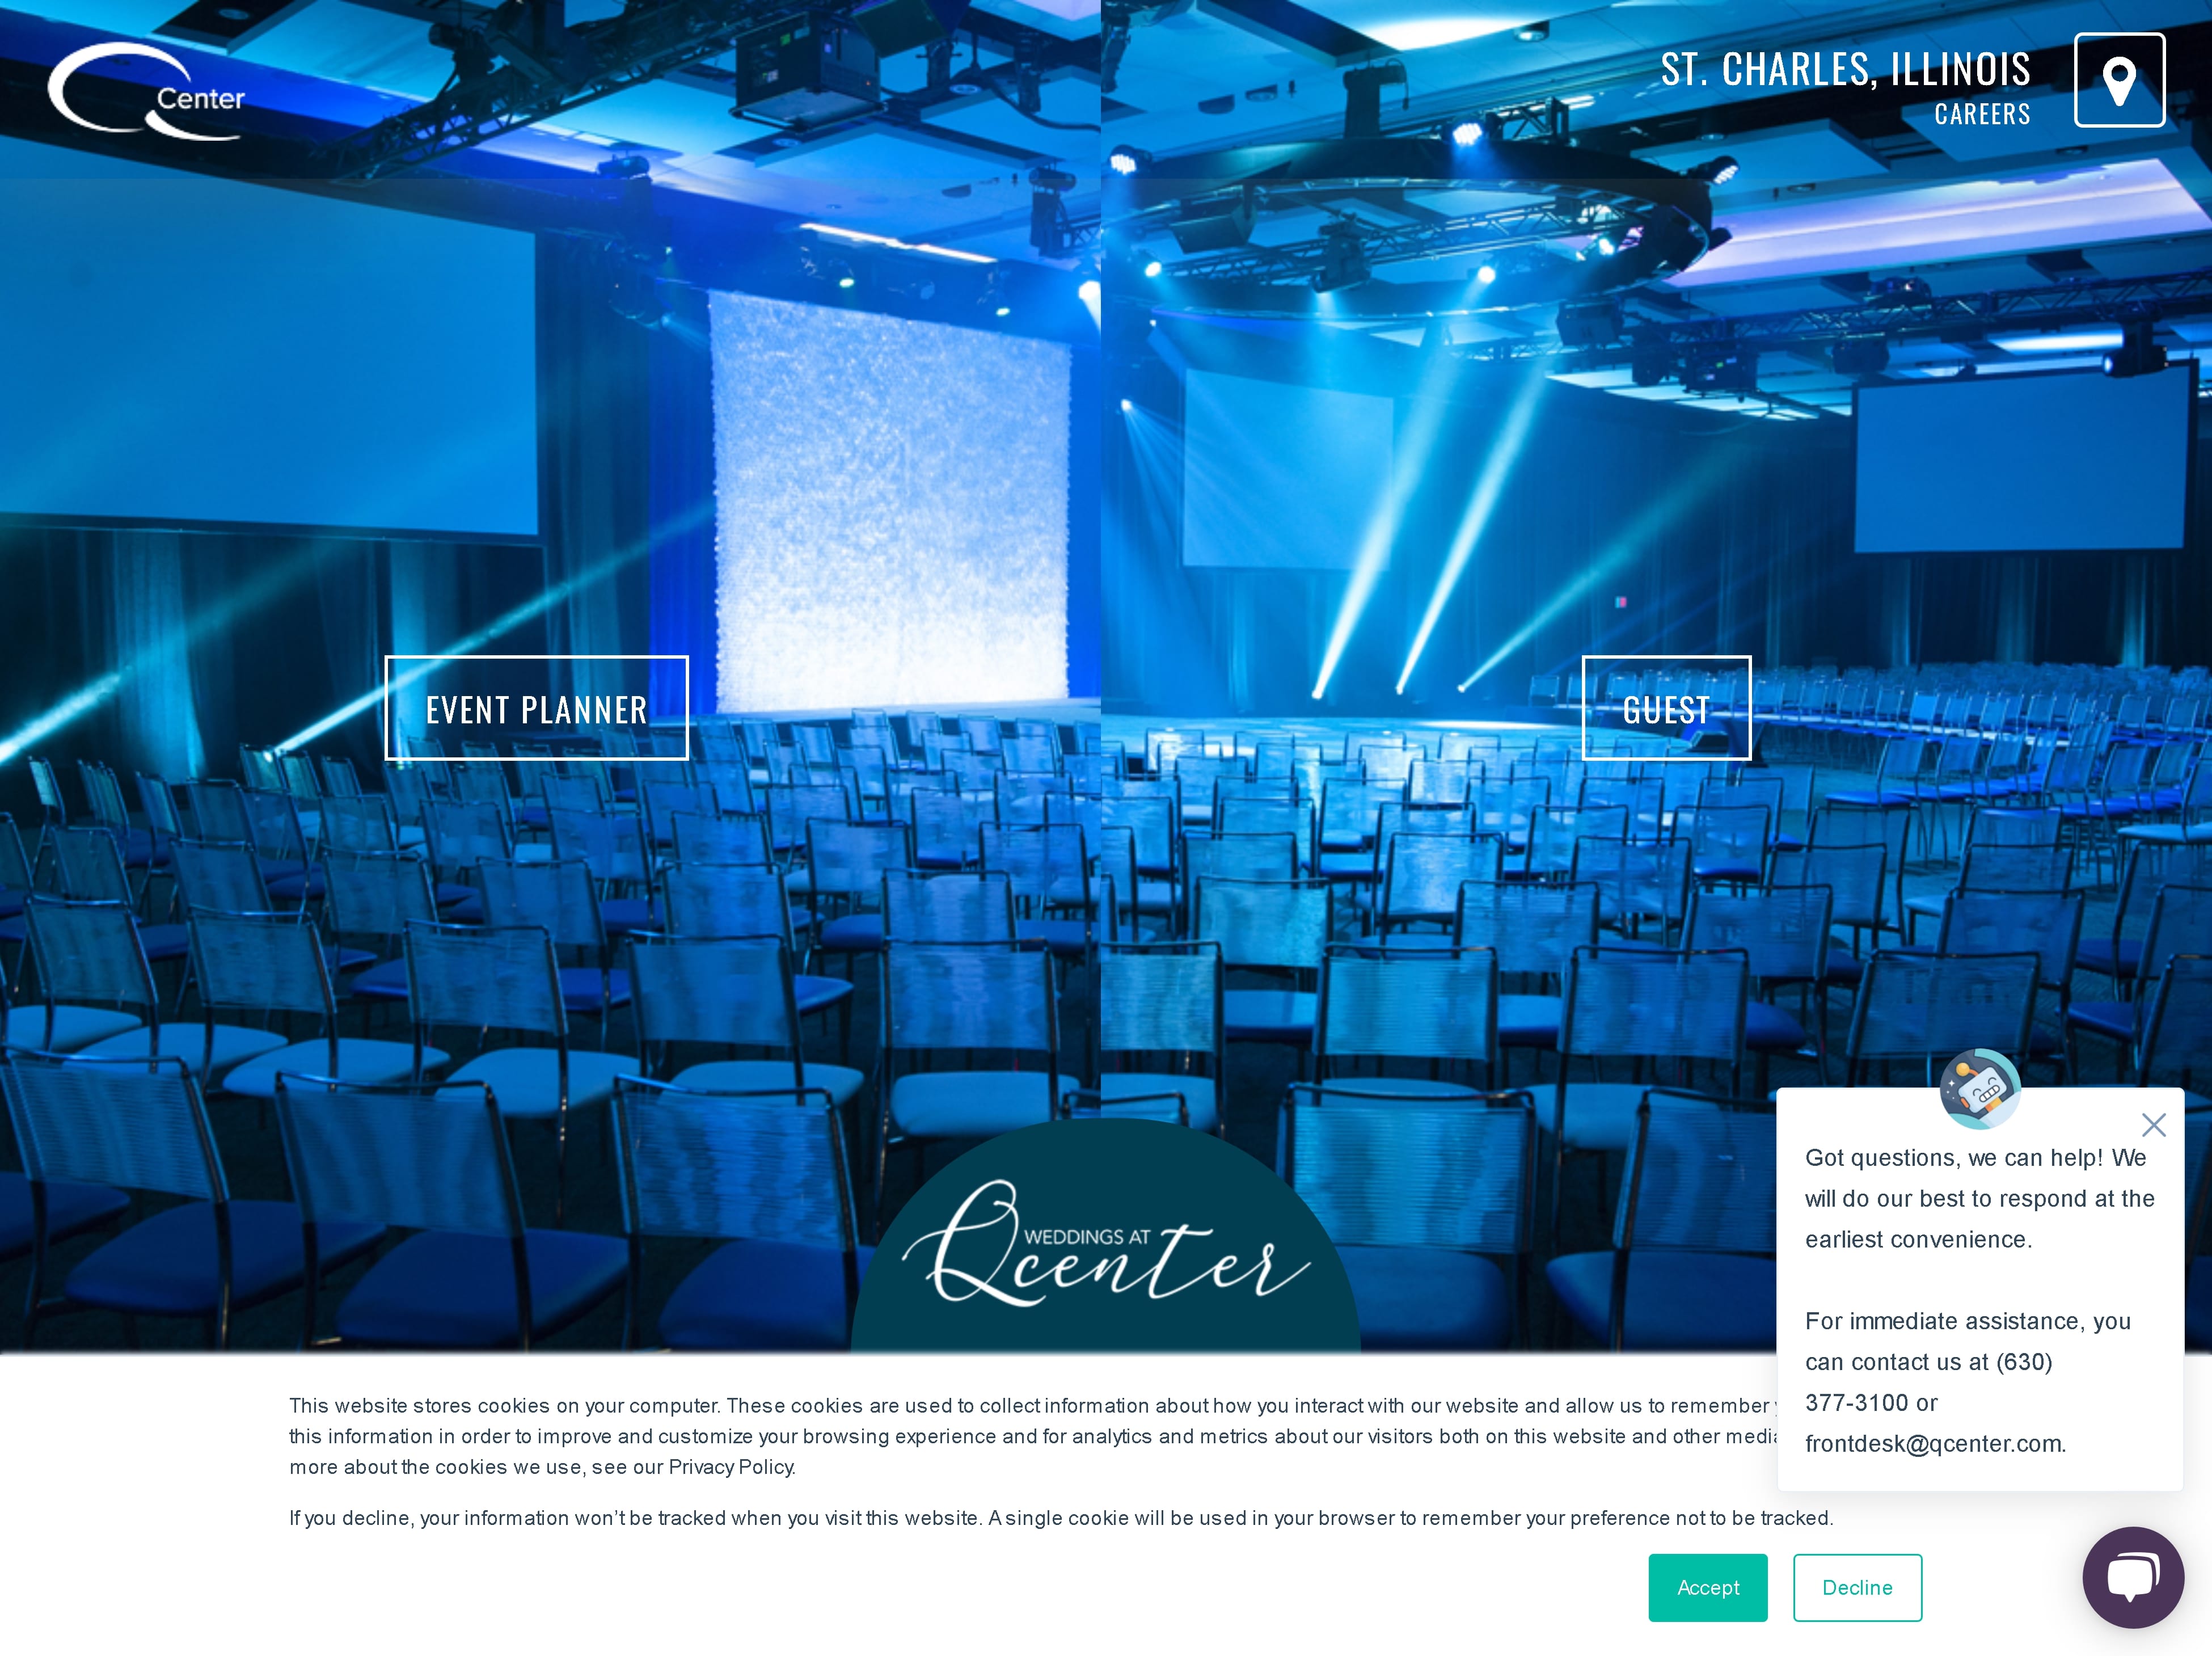 Center
ST. CHARLES, ILLINOIS
CAREERS
EVENT PLANNER
GUEST
WEDDINGS AT
Qcenter
Got questions, we can help! We
will do our best to respond at the
earliest convenience.
For immediate assistance, you
can contact us at (630)
377-3100 or
frontdesk@qcenter.com.
This website stores cookies on your computer. These cookies are used to collect information about how you interact with our website and allow us to remember
this information in order to improve and customize your browsing experience and for analytics and metrics about our visitors both on this website and other
more about the cookies we use, see our Privacy Policy.
If you decline, your information won’t be tracked when you visit this website. A single cookie will be used in your browser to remember your preference not to be tracked.
Accept
Decline